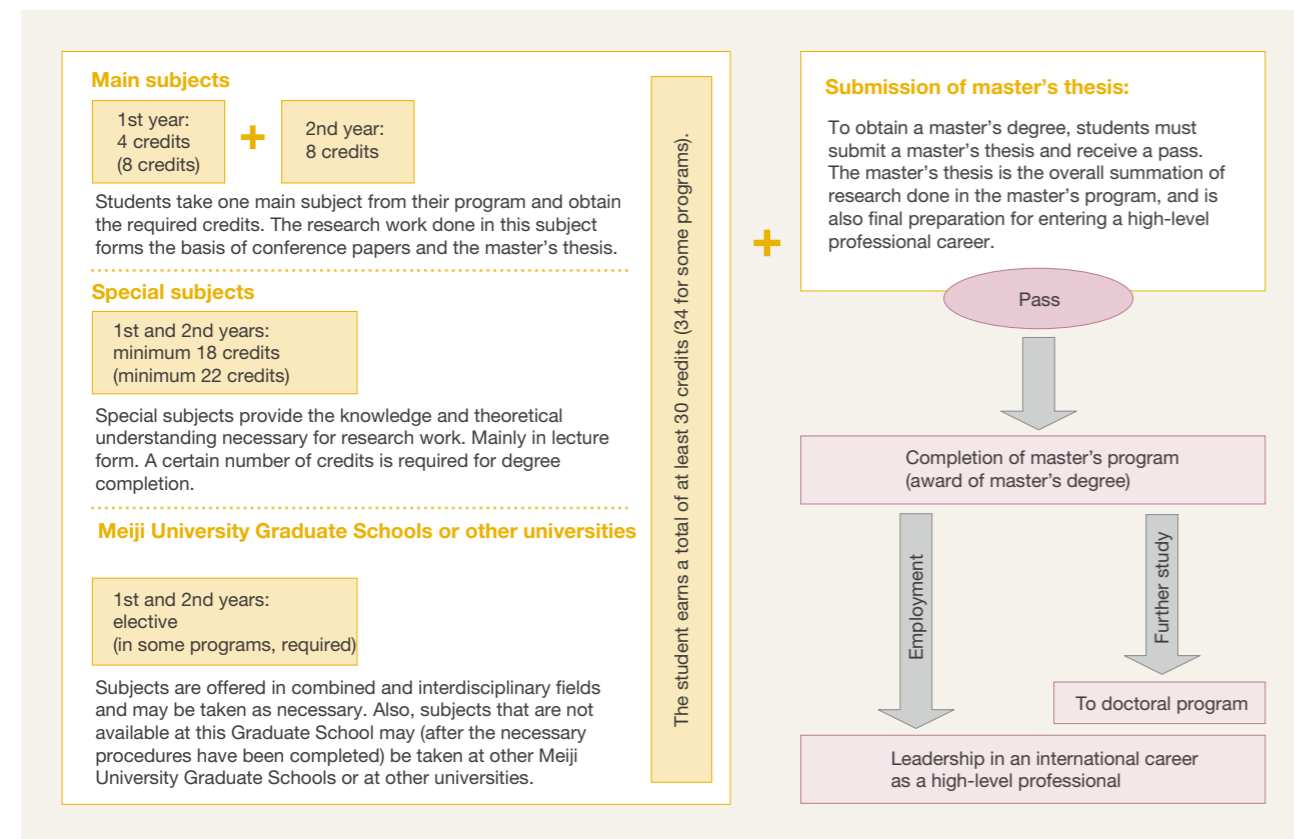 Main subjects
1st year:
4 credits
(8 credits)
+
2nd year:
8 credits
Students take one main subject from their program and obtain
the required credits. The research work done in this subject
forms the basis of conference papers and the master’s thesis.
Special subjects
1st and 2nd years:
minimum 18 credits
(minimum 22 credits)
Special subjects provide the knowledge and theoretical
understanding necessary for research work. Mainly in lecture
form. A certain number of credits is required for degree
completion.
Meiji University Graduate Schools or other universities
1st and 2nd years:
elective
(in some programs, required)
Subjects are offered in combined and interdisciplinary fields
and may be taken as necessary. Also, subjects that are not
available at this Graduate School may (after the necessary
procedures have been completed) be taken at other Meiji
University Graduate Schools or at other universities.
The student earns a total of at least 30 credits (34 for some programs).
+
Submission of master’s thesis:
To obtain a master’s degree, students must
submit a master’s thesis and receive a pass.
The master’s thesis is the overall summation of
research done in the master’s program, and is
also final preparation for entering a high-level
professional career.
Pass
Completion of master’s program
(award of master’s degree)
Employment
Further study
To doctoral program
Leadership in an international career
as a high-level professional